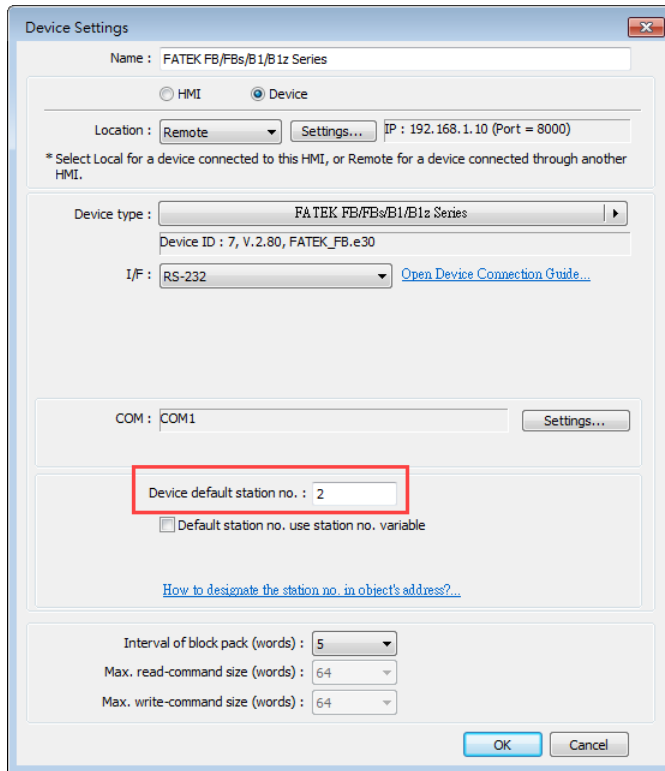 Device Settings
Name : FATEK FB/FBs/B1/B1z Series
HMI Device
Location : Remote Settings... IP : 192.168.1.10 (Port = 8000)
* Select Local for a device connected to this HMI, or Remote for a device connected through another
HMI.
Device type : FATEK FB/FBs/B1/B1z Series
Device ID : 7, V.2.80, FATEK_FB.e30
I/F : RS-232 Open Device Connection Guide...
COM : COM1 Settings...
Device default station no. : 2
Default station no. use station no. variable
How to designate the station no. in object's address?...
Interval of block pack (words) : 5
Max. read-command size (words) : 64
Max. write-command size (words) : 64
OK Cancel